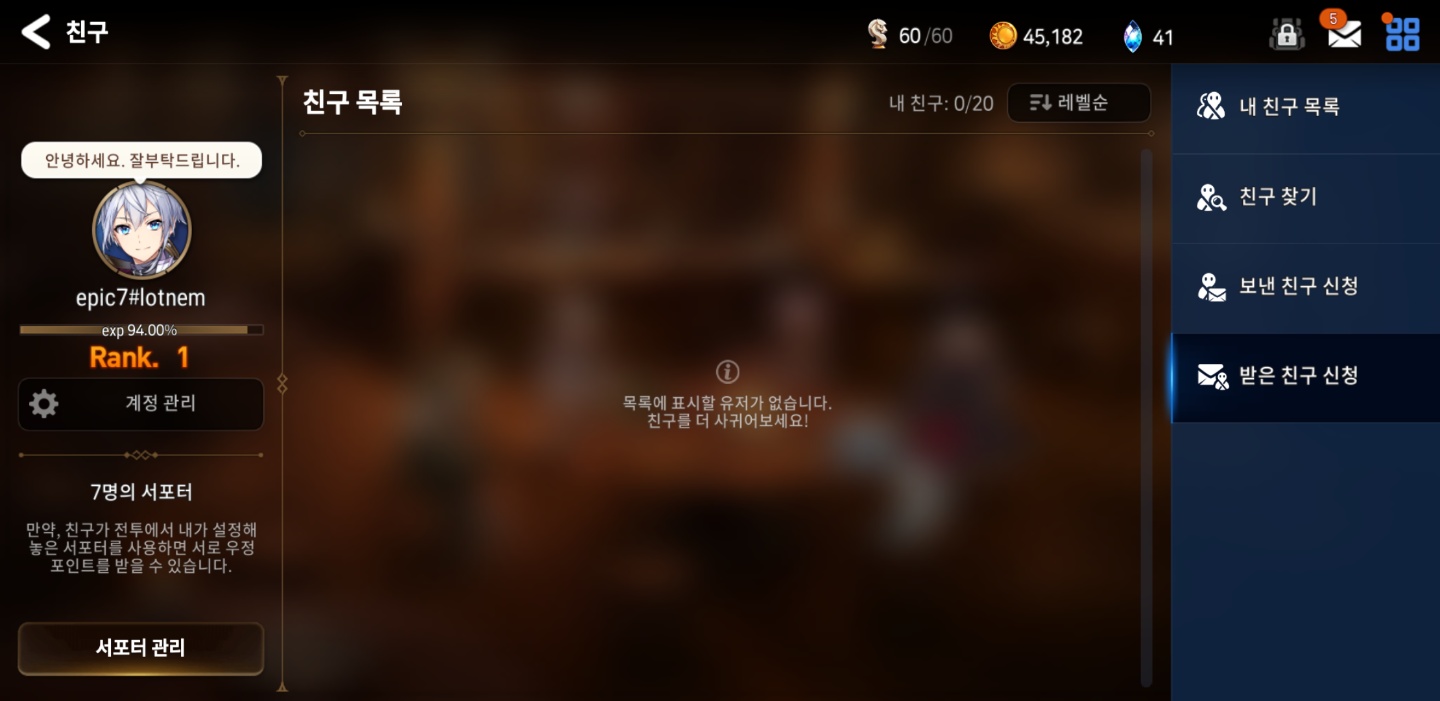 친구
60/60
45,182
41
5
안녕하세요. 잘부탁드립니다.
epic7#lotnem
exp 94.00%
Rank. 1
계정 관리
7명의 서포터
만약, 친구가 전투에서 내가 설정해
놓은 서포터를 사용하면 서로 우정
포인트를 받을 수 있습니다.
서포터 관리
친구 목록
내 친구: 0/20
레벨순
목록에 표시할 유저가 없습니다.
친구를 더 사귀어보세요!
내 친구 목록
친구 찾기
보낸 친구 신청
받은 친구 신청